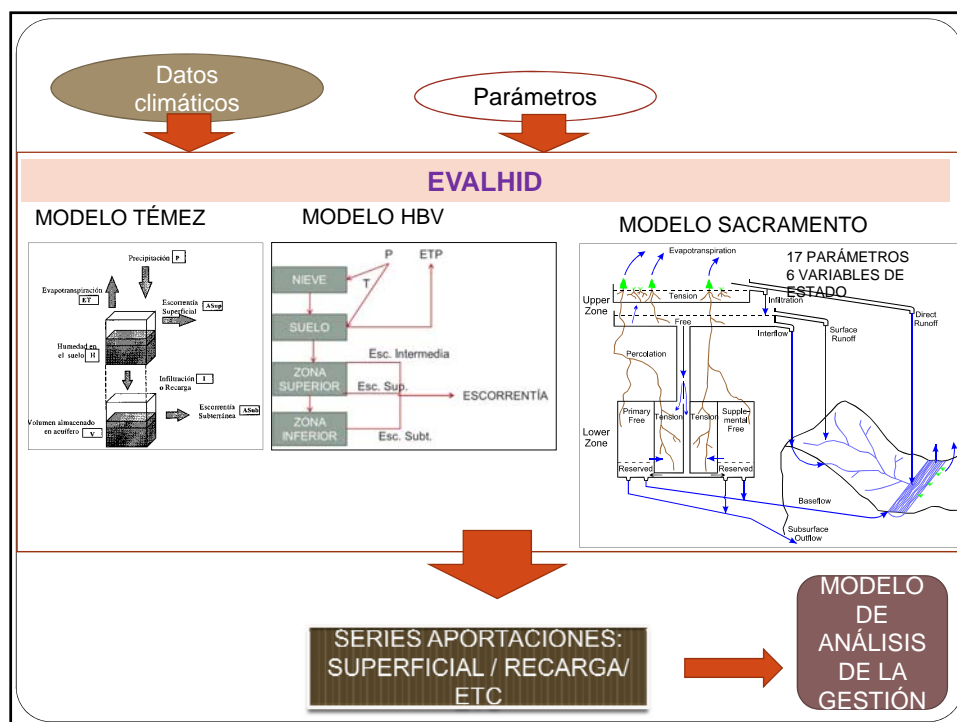 Datos
climáticos
Parámetros
EVALHID
MODELO TÉMEZ
Precipitación P
Evapotranspiración
ET
Escorrentía
Superficial ASup
Humedad en
el suelo H
Infiltración I
o Recarga
Escorrentía
Subterránea ASub
Volumen almacenado
en acuífero V
MODELO HBV
P
ETP
T
NIEVE
SUELO
Esc. Intermedia
ZONA
SUPERIOR
Esc. Sup.
ESCORRENTÍA
ZONA
INFERIOR
Esc. Subt.
MODELO SACRAMENTO
17 PARÁMETROS
6 VARIABLES DE
ESTADO
Evapotranspiration
Upper
Zone
Tension
Infiltration
Direct
Runoff
Free
Interflow
Surface
Runoff
Percolation
Lower
Zone
Primary
Free
Tension
Tension
Supple-
mental
Free
Reserved
Reserved
Baseflow
Subsurface
Outflow
SERIES APORTACIONES:
SUPERFICIAL / RECARGA/
ETC
MODELO
DE
ANÁLISIS
DE LA
GESTIÓN